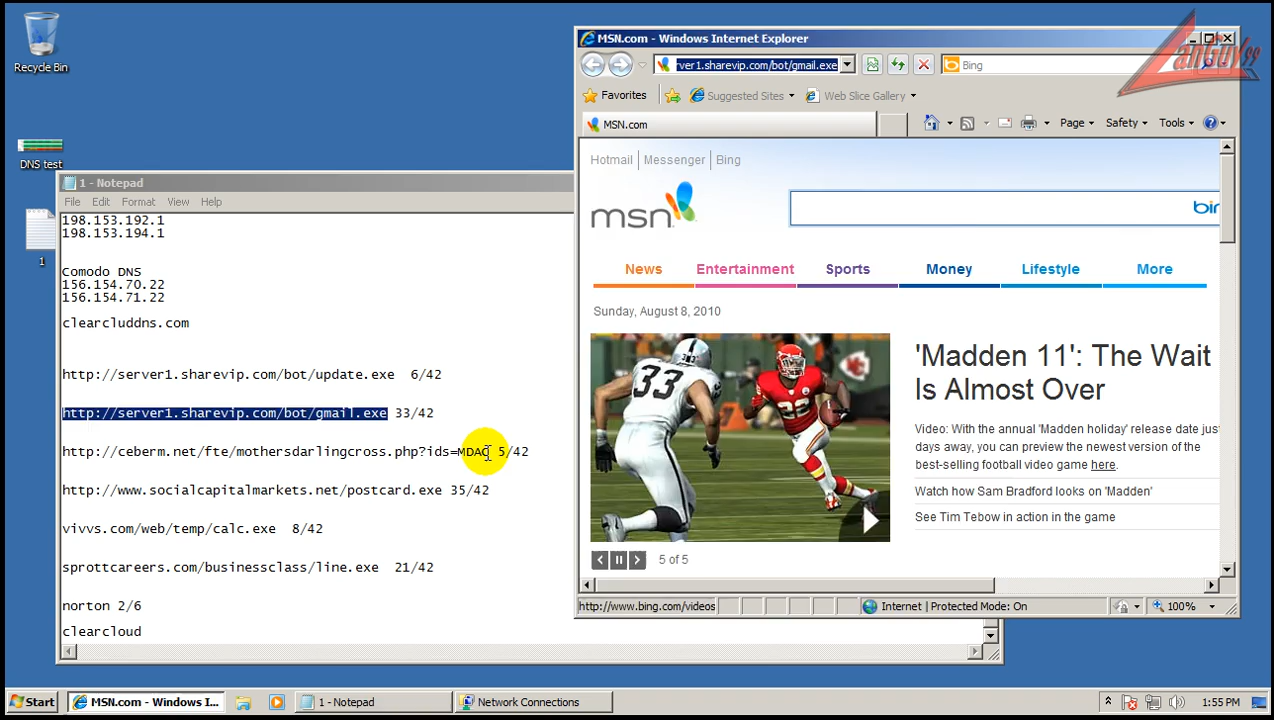 Recycle Bin
DNS test
1
1 - Notepad
File Edit Format View Help
198.153.192.1
198.153.194.1
Comodo DNS
156.154.70.22
156.154.71.22
clearcluddns.com
http://server1.sharevip.com/bot/update.exe 6/42
http://server1.sharevip.com/bot/gmail.exe 33/42
http://ceberm.net/fte/mothersdarlingcross.php?ids=MDAC 5/42
http://www.socialcapitalmarkets.net/postcard.exe 35/42
vivvs.com/web/temp/calc.exe 8/42
sprottcareers.com/businessclass/line.exe 21/42
norton 2/6
clearcloud
MSN.com - Windows Internet Explorer
rver1.sharevip.com/bot/gmail.exe
Bing
Favorites Suggested Sites Web Slice Gallery
MSN.com
Page Safety Tools
Hotmail Messenger Bing
msn
bin
News Entertainment Sports Money Lifestyle More
Sunday, August 8, 2010
33
22
'Madden 11': The Wait
Is Almost Over
Video: With the annual 'Madden holiday' release date just
days away, you can preview the newest version of the
best-selling football video game here.
Watch how Sam Bradford looks on 'Madden'
See Tim Tebow in action in the game
5 of 5
http://www.bing.com/videos
Internet | Protected Mode: On
100%
Start
MSN.com - Windows I...
1 - Notepad
Network Connections
1:55 PM